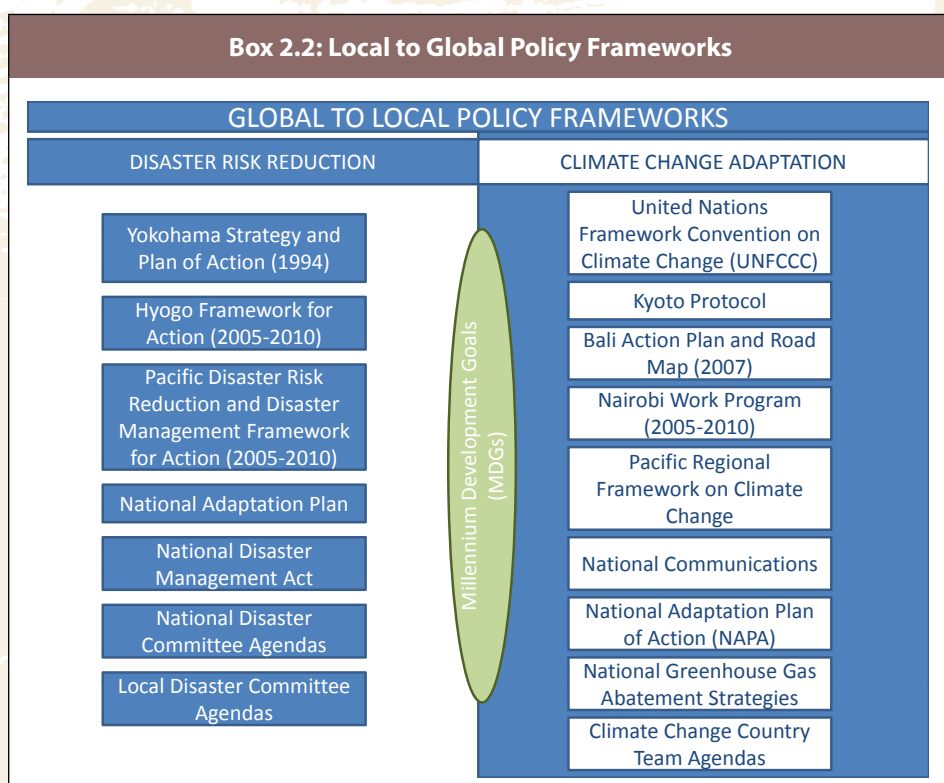 Box 2.2: Local to Global Policy Frameworks
GLOBAL TO LOCAL POLICY FRAMEWORKS
DISASTER RISK REDUCTION
Yokohama Strategy and
Plan of Action (1994)
Hyogo Framework for
Action (2005-2010)
Pacific Disaster Risk
Reduction and Disaster
Management Framework
for Action (2005-2010)
National Adaptation Plan
National Disaster
Management Act
National Disaster
Committee Agendas
Local Disaster Committee
Agendas
Millennium Development Goals
(MDGs)
CLIMATE CHANGE ADAPTATION
United Nations
Framework Convention on
Climate Change (UNFCCC)
Kyoto Protocol
Bali Action Plan and Road
Map (2007)
Nairobi Work Program
(2005-2010)
Pacific Regional
Framework on Climate
Change
National Communications
National Adaptation Plan
of Action (NAPA)
National Greenhouse Gas
Abatement Strategies
Climate Change Country
Team Agendas